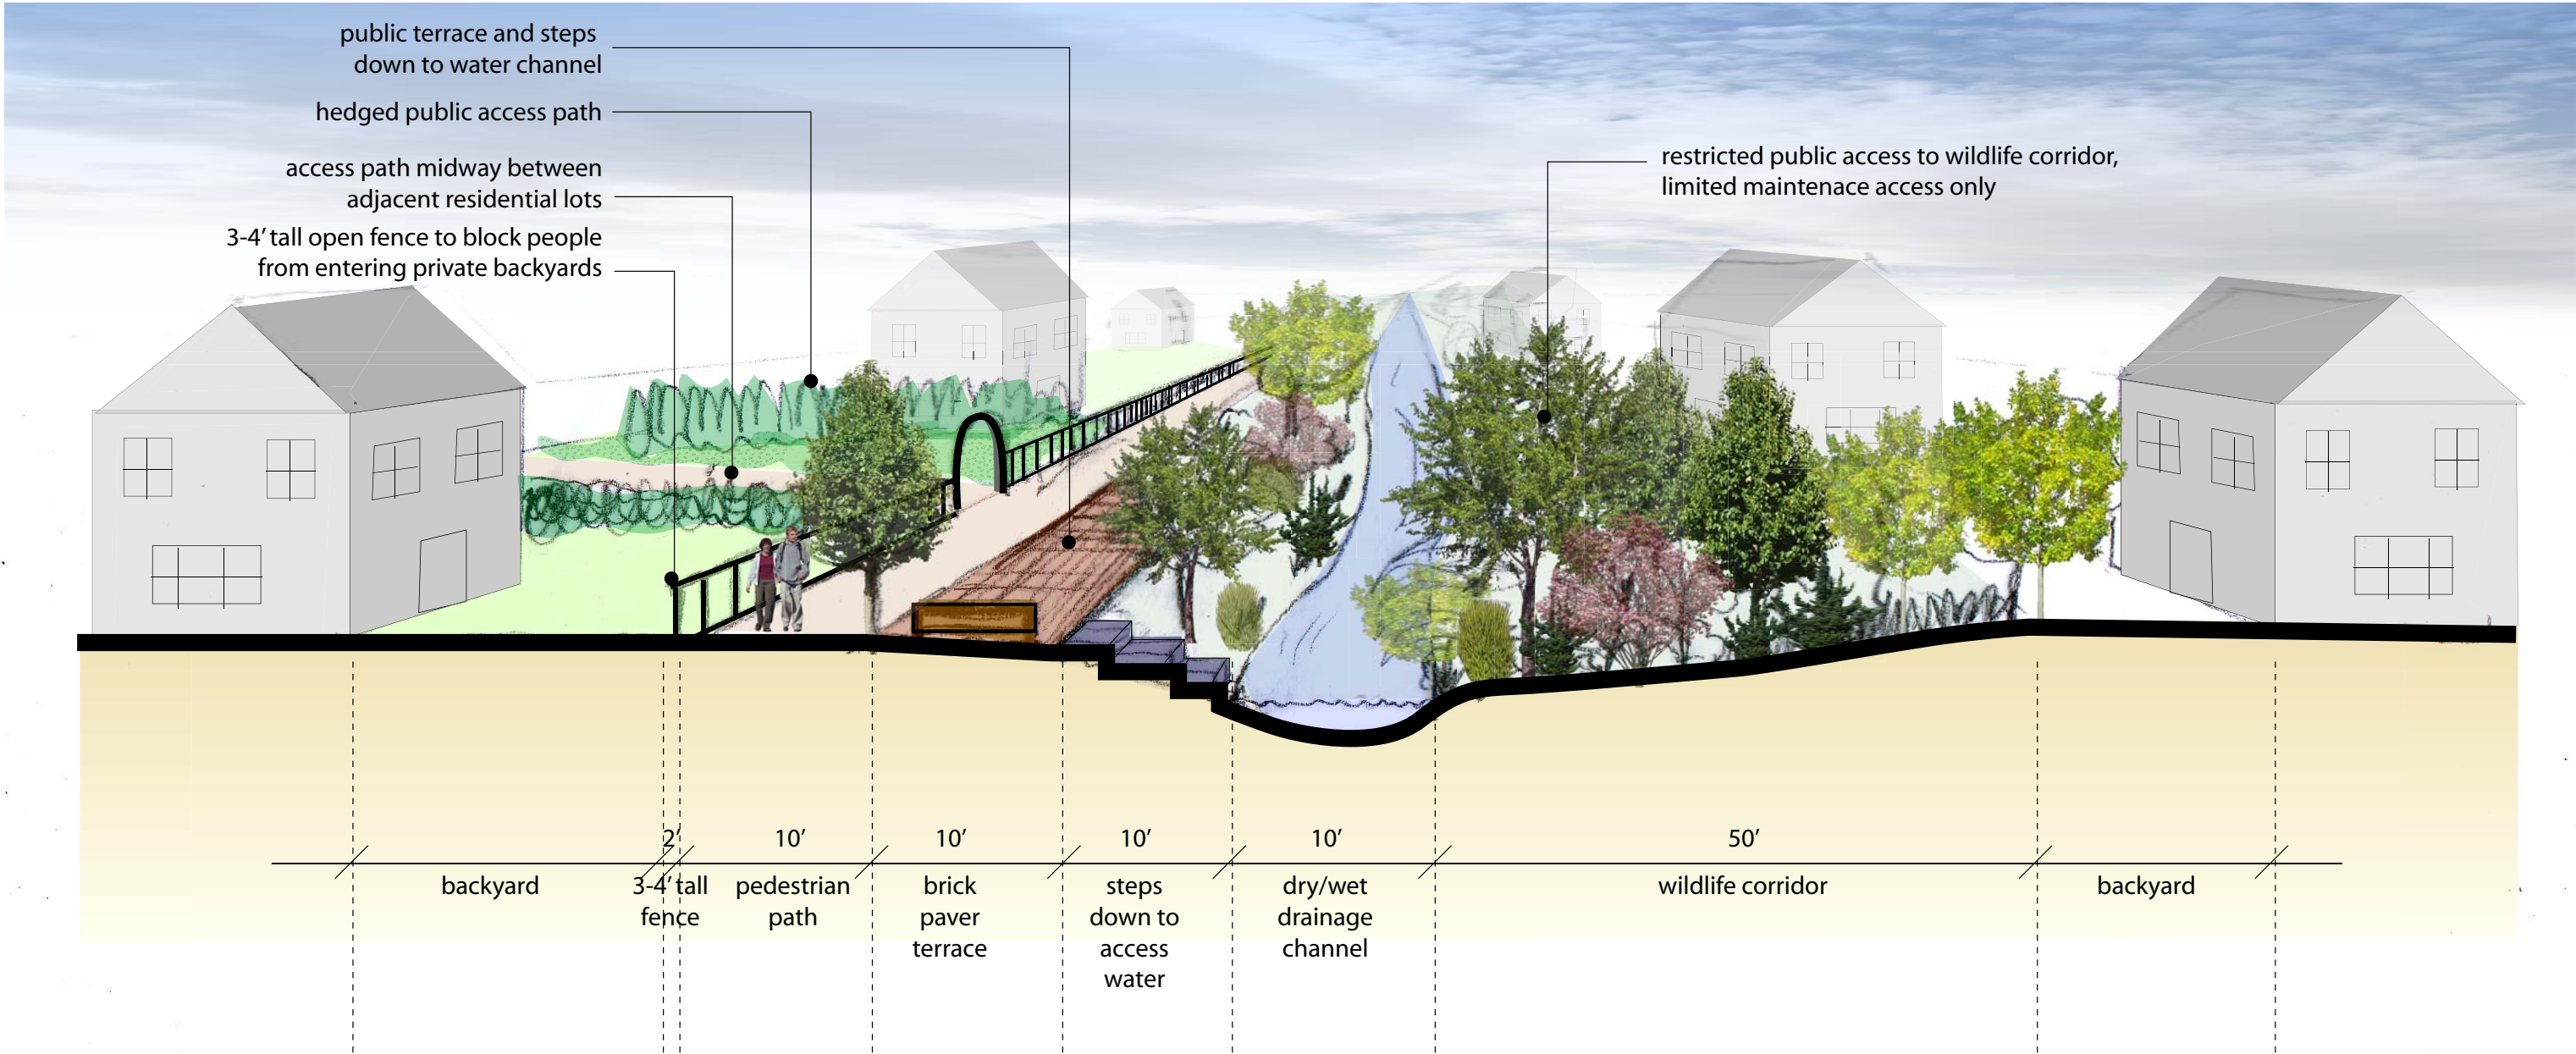 public terrace and steps
down to water channel
hedged public access path
access path midway between
adjacent residential lots
3-4’ tall open fence to block people
from entering private backyards
restricted public access to wildlife corridor,
limited maintenace access only
2’
10’
10’
10’
10’
50’
backyard
3-4’ tall
fence
pedestrian
path
brick
paver
terrace
steps
down to
access
water
dry/wet
drainage
channel
wildlife corridor
backyard